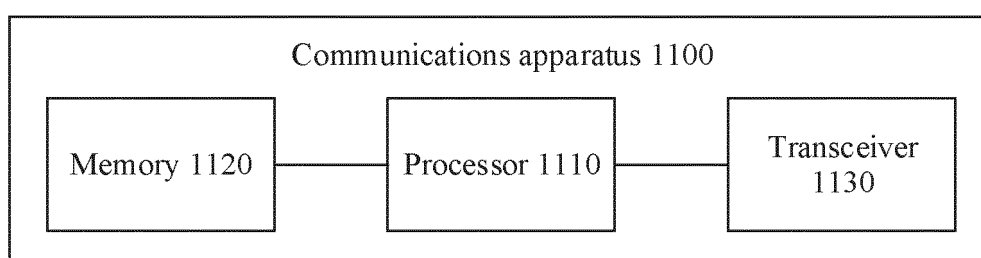 Communications apparatus 1100
Memory 1120
Processor 1110
Transceiver
1130